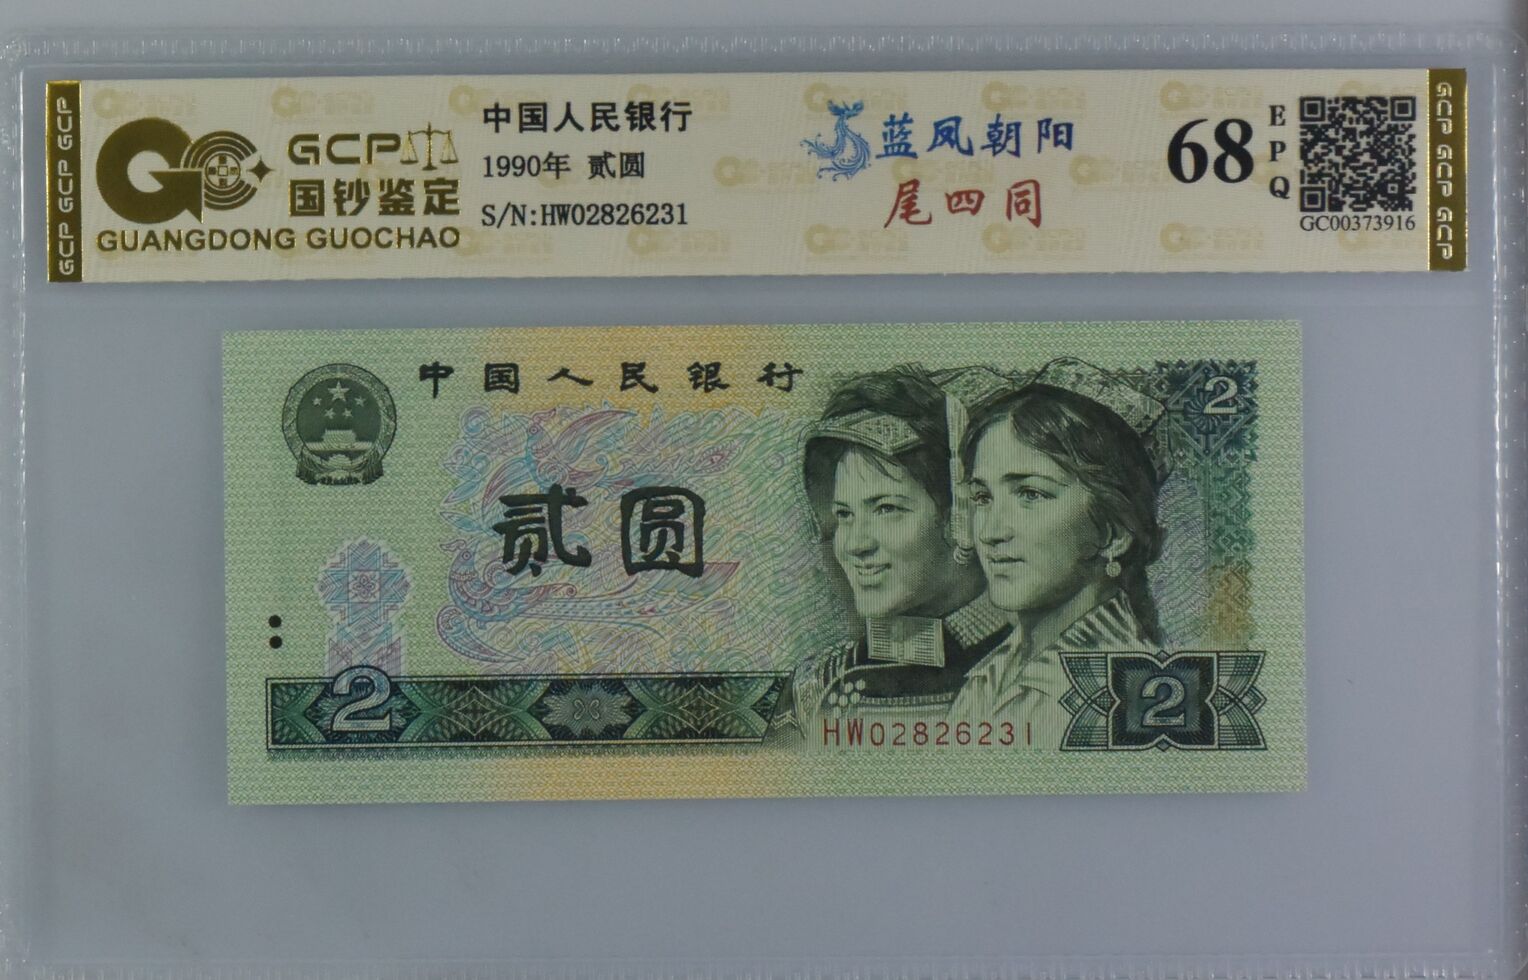 GCP GCP GCP
GCP
国钞鉴定
GUANGDONG GUOCHAO
中国人民银行
1990年 贰圆
S/N:HW02826231
蓝凤朝阳
尾四同
68
EPQ
GC00373916
GCP GCP GCP
中国人民银行
2
贰圆
2
HW02826231
2